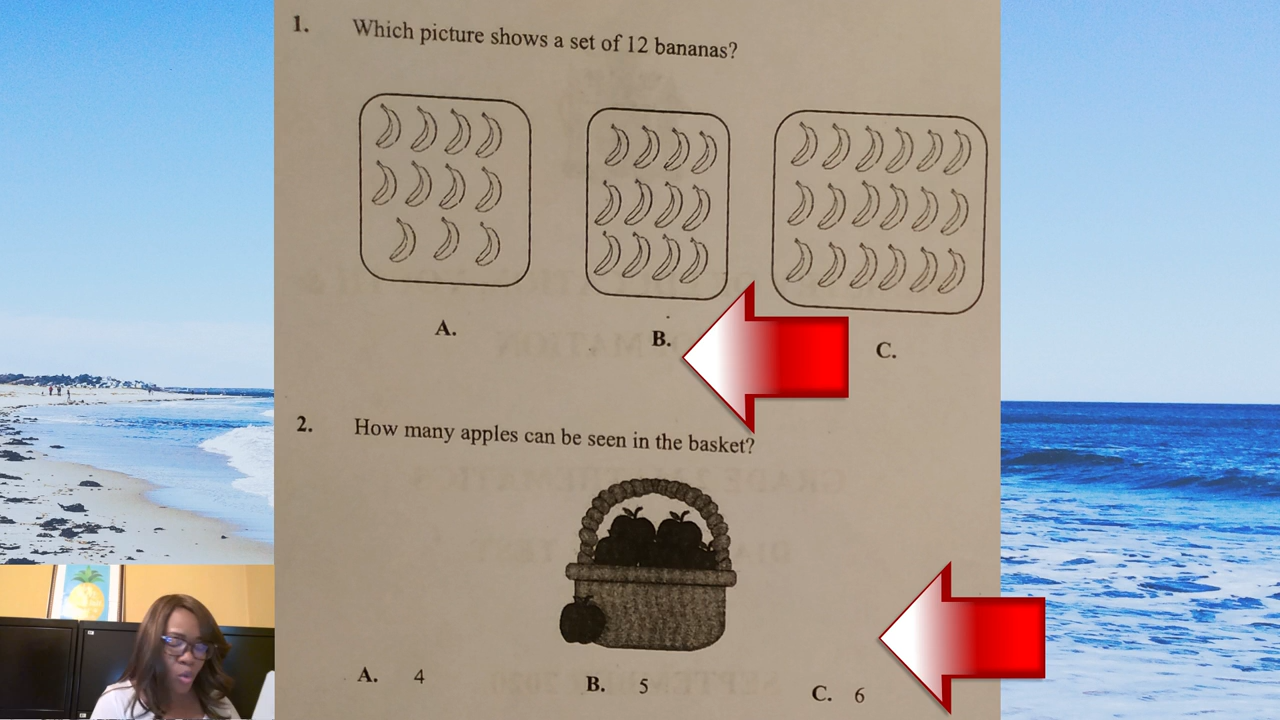 1. Which picture shows a set of 12 bananas?
A. B. C.
2. How many apples can be seen in the basket?
A. 4 B. 5 C. 6